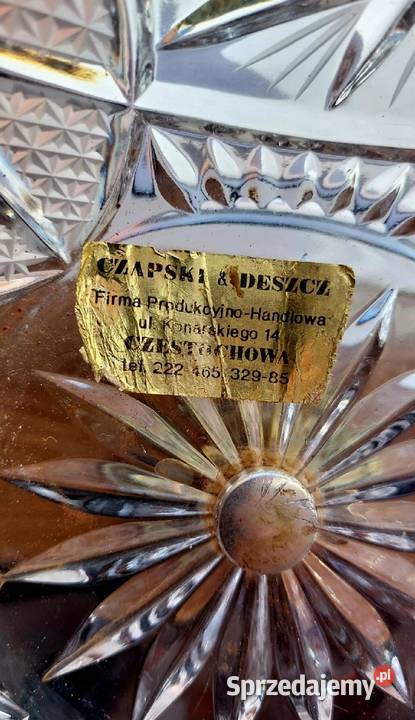 CZAPSKI & DESZCZ
Firma Produkcyjno-Handlowa
ul. Konarskiego 14
CZĘSTOCHOWA
tel. 222-465, 329-85
Sprzedajemy.pl